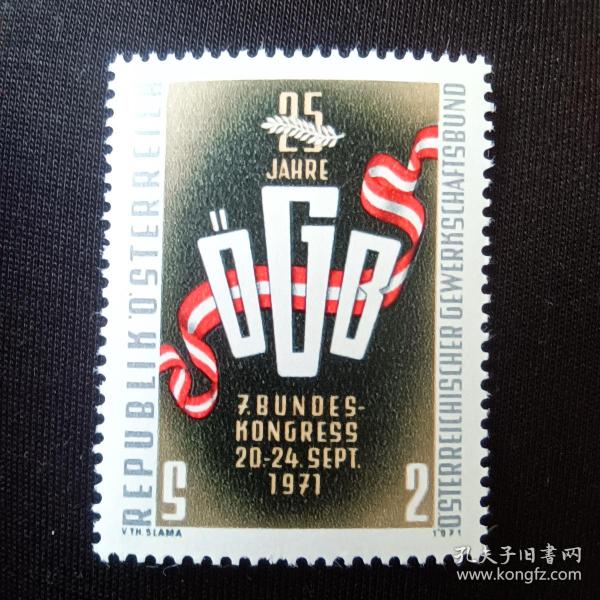 25
JAHRE
ÖGB
7. BUNDES-
KONGRESS
20.-24. SEPT.
1971
S 2
REPUBLIK ÖSTERREICH
ÖSTERREICHISCHER GEWERKSCHAFTSBUND
V TH. SLAMA
1971
孔夫子旧书网
www.kongfz.com